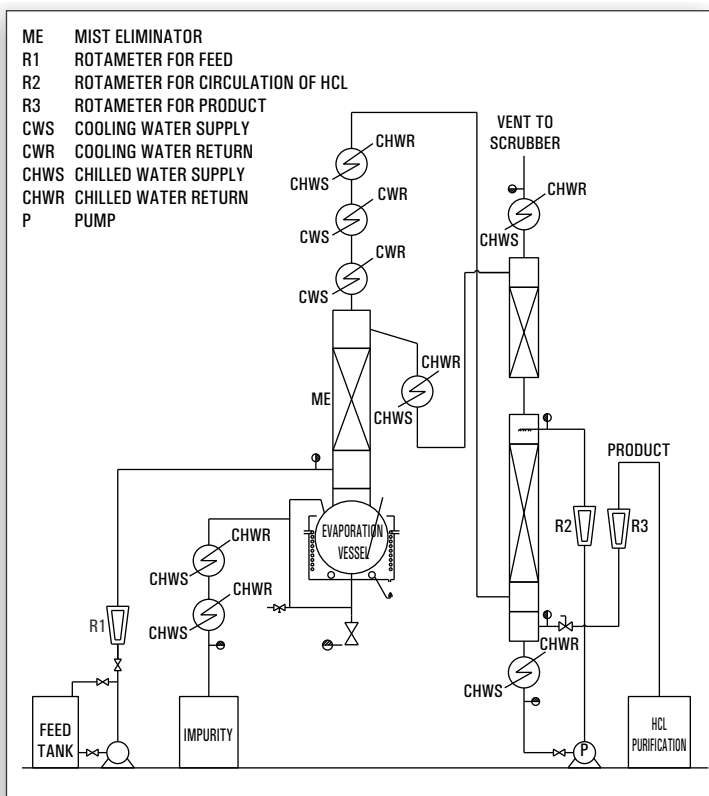 ME MIST ELIMINATOR
R1 ROTAMETER FOR FEED
R2 ROTAMETER FOR CIRCULATION OF HCL
R3 ROTAMETER FOR PRODUCT
CWS COOLING WATER SUPPLY
CWR COOLING WATER RETURN
CHWS CHILLED WATER SUPPLY
CHWR CHILLED WATER RETURN
P PUMP
VENT TO
SCRUBBER
CHWR
CHWS
CWR
CWS
CWR
CWS
CHWR
CHWS
CHWR
CHWS
ME
PRODUCT
R2
R3
EVAPORATION
VESSEL
CHWR
CHWS
CHWR
CHWS
R1
CHWR
CHWS
FEED
TANK
IMPURITY
P
HCL
PURIFICATION